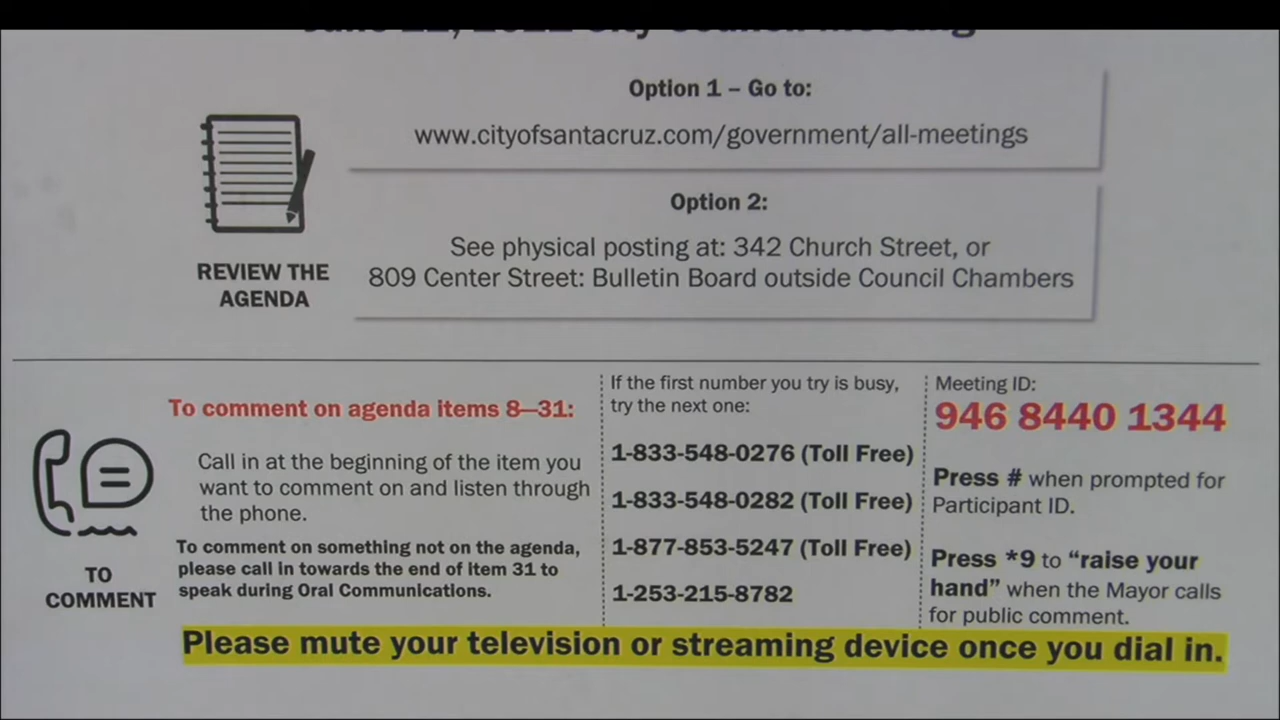 City Council Meeting
Option 1 – Go to:
www.cityofsantacruz.com/government/all-meetings
Option 2:
See physical posting at: 342 Church Street, or
809 Center Street: Bulletin Board outside Council Chambers
REVIEW THE
AGENDA
To comment on agenda items 8—31:
Call in at the beginning of the item you
want to comment on and listen through
the phone.
To comment on something not on the agenda,
please call in towards the end of item 31 to
speak during Oral Communications.
TO
COMMENT
If the first number you try is busy,
try the next one:
1-833-548-0276 (Toll Free)
1-833-548-0282 (Toll Free)
1-877-853-5247 (Toll Free)
1-253-215-8782
Meeting ID:
946 8440 1344
Press # when prompted for
Participant ID.
Press *9 to “raise your
hand” when the Mayor calls
for public comment.
Please mute your television or streaming device once you dial in.